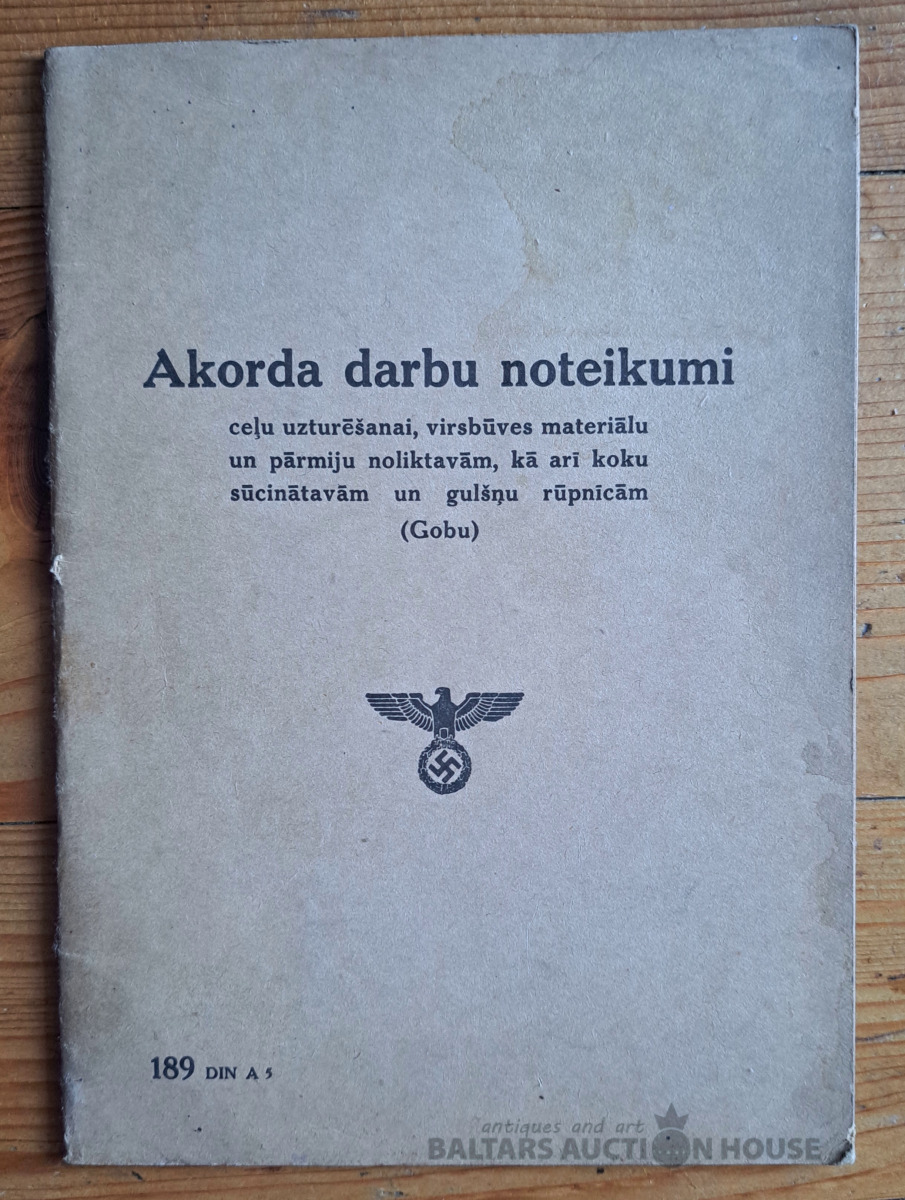 Akorda darbu noteikumi
ceļu uzturēšanai, virsbūves materiālu
un pārmiju noliktavām, kā arī koku
sūcinātavām un gulšņu rūpnīcām
(Gobu)
189 DIN A 5
antiques and art
BALTARS AUCTION HOUSE